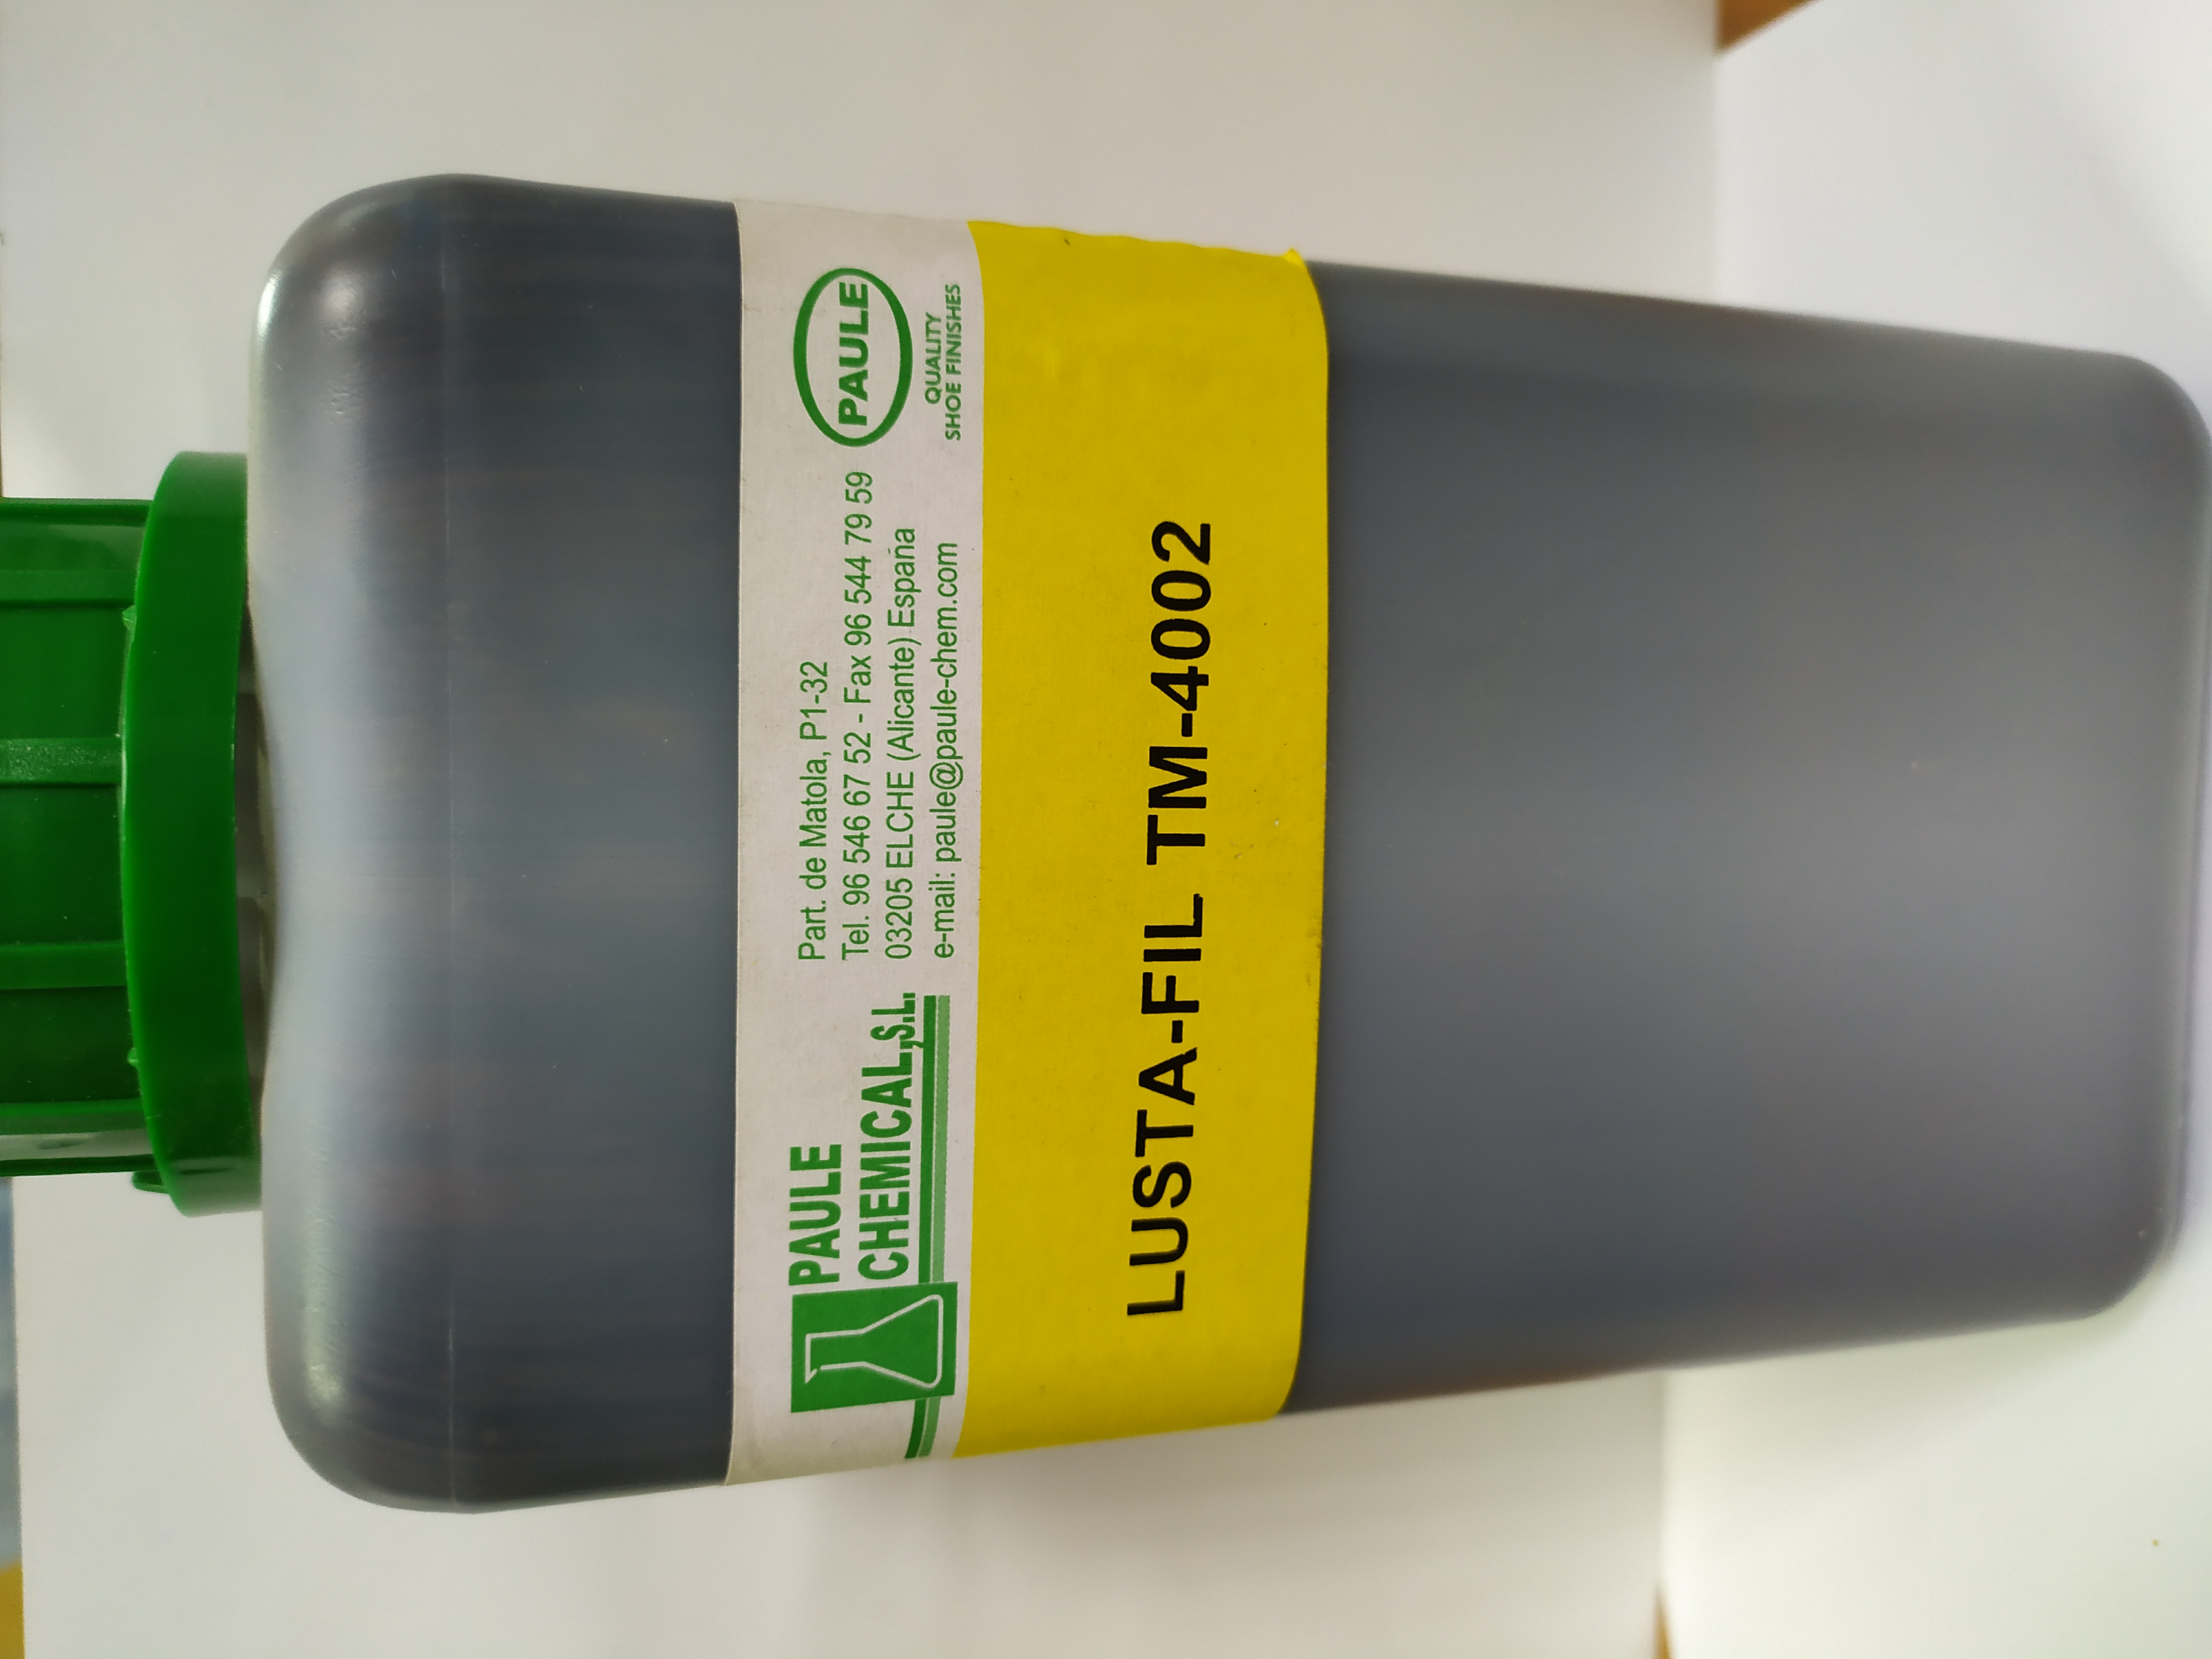 PAULE
CHEMICAL,S.L.
Part. de Matola, P1-32
Tel. 96 546 67 52 - Fax 96 544 79 59
03205 ELCHE (Alicante) España
e-mail: paule@paule-chem.com
PAULE
QUALITY
SHOE FINISHES
LUSTA-FIL TM-4002